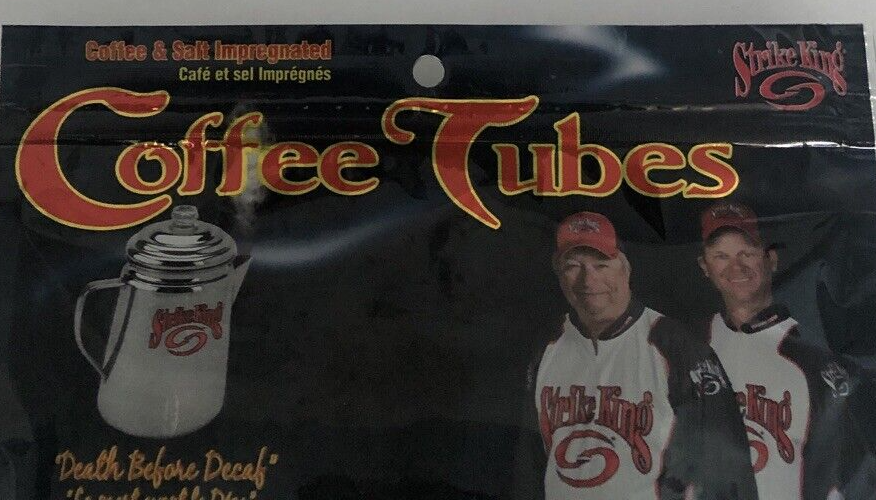 Coffee & Salt Impregnated
Café et sel Imprégnés
Strike King
Coffee Tubes
Strike King
Strike King
Strike King
"Death Before Decaf"